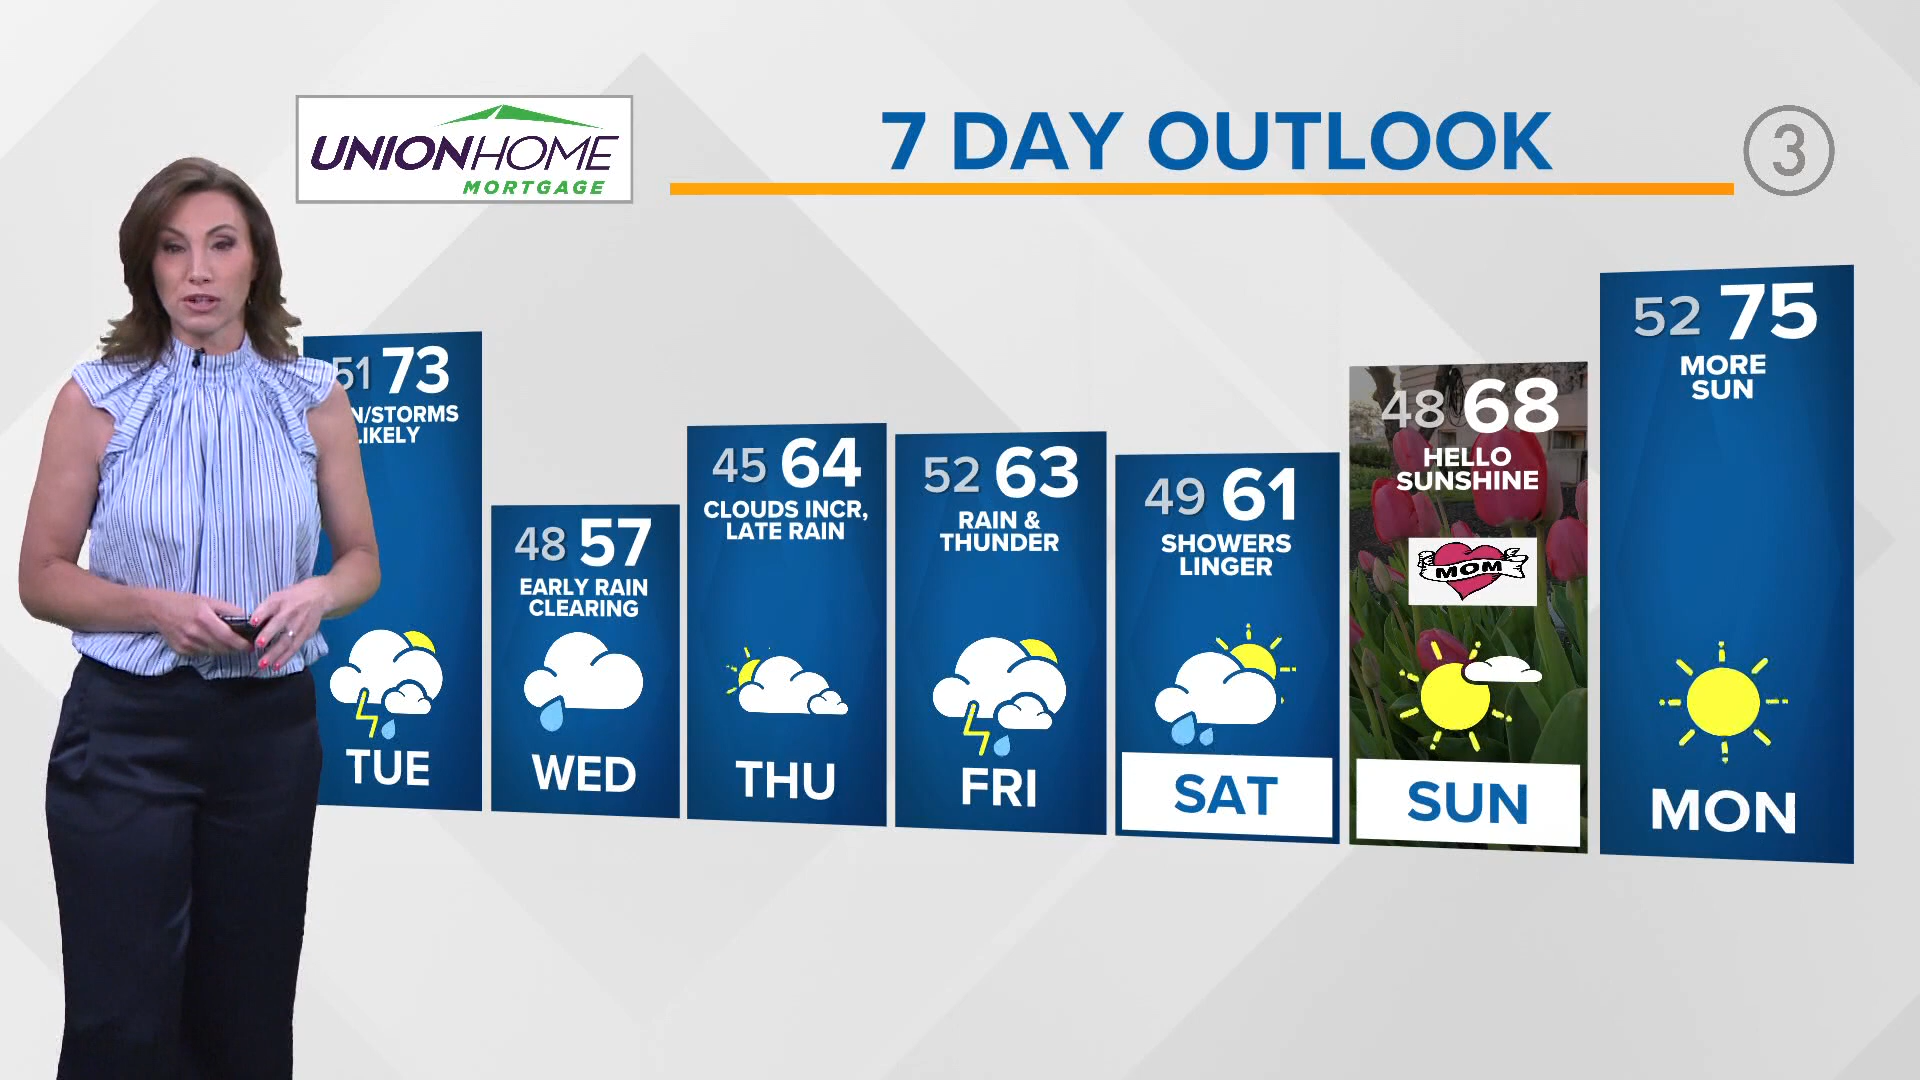 UNIONHOME
MORTGAGE
7 DAY OUTLOOK
3
51 73
N/STORMS
LIKELY
TUE
48 57
EARLY RAIN
CLEARING
WED
45 64
CLOUDS INCR,
LATE RAIN
THU
52 63
RAIN &
THUNDER
FRI
49 61
SHOWERS
LINGER
SAT
48 68
HELLO
SUNSHINE
MOM
SUN
52 75
MORE
SUN
MON